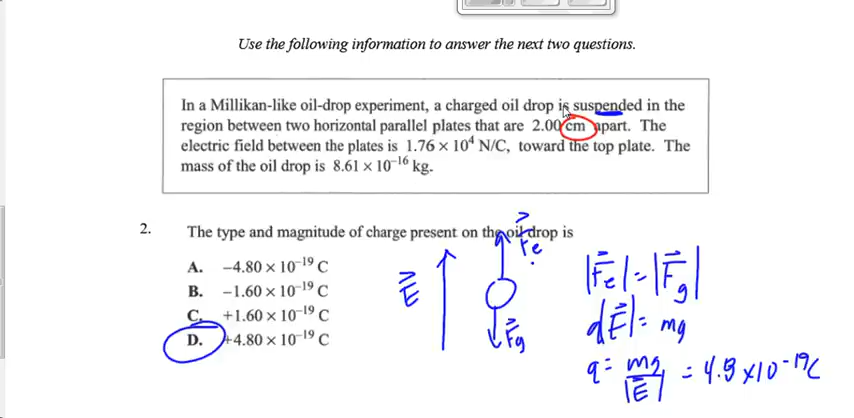 Use the following information to answer the next two questions.
In a Millikan-like oil-drop experiment, a charged oil drop is suspended in the
region between two horizontal parallel plates that are 2.00 cm apart. The
electric field between the plates is 1.76 × 10⁴ N/C, toward the top plate. The
mass of the oil drop is 8.61 × 10⁻¹⁶ kg.
2. The type and magnitude of charge present on the oil drop is
A. −4.80 × 10⁻¹⁹ C
B. −1.60 × 10⁻¹⁹ C
C. +1.60 × 10⁻¹⁹ C
D. +4.80 × 10⁻¹⁹ C
E⃗
F⃗e
F⃗g
|F⃗e| = |F⃗g|
q|E⃗| = mg
q = mg/|E⃗| = 4.8 × 10⁻¹⁹ C